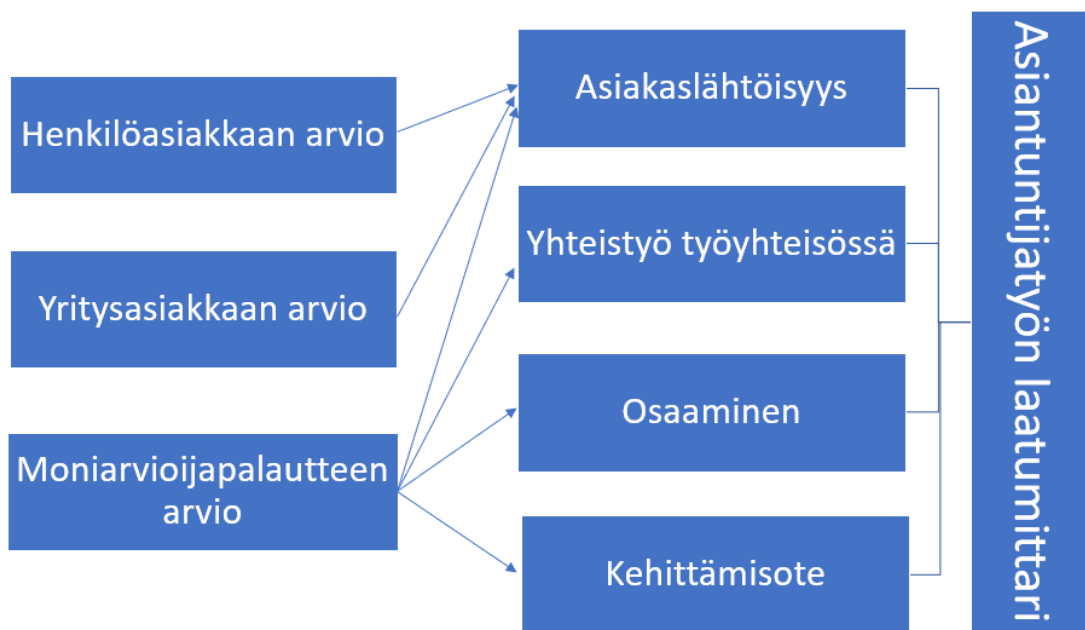 Henkilöasiakkaan arvio
Yritysasiakkaan arvio
Moniarvioijapalautteen
arvio
Asiakaslähtöisyys
Yhteistyö työyhteisössä
Osaaminen
Kehittämisote
Asiantuntijatyön laatumittari